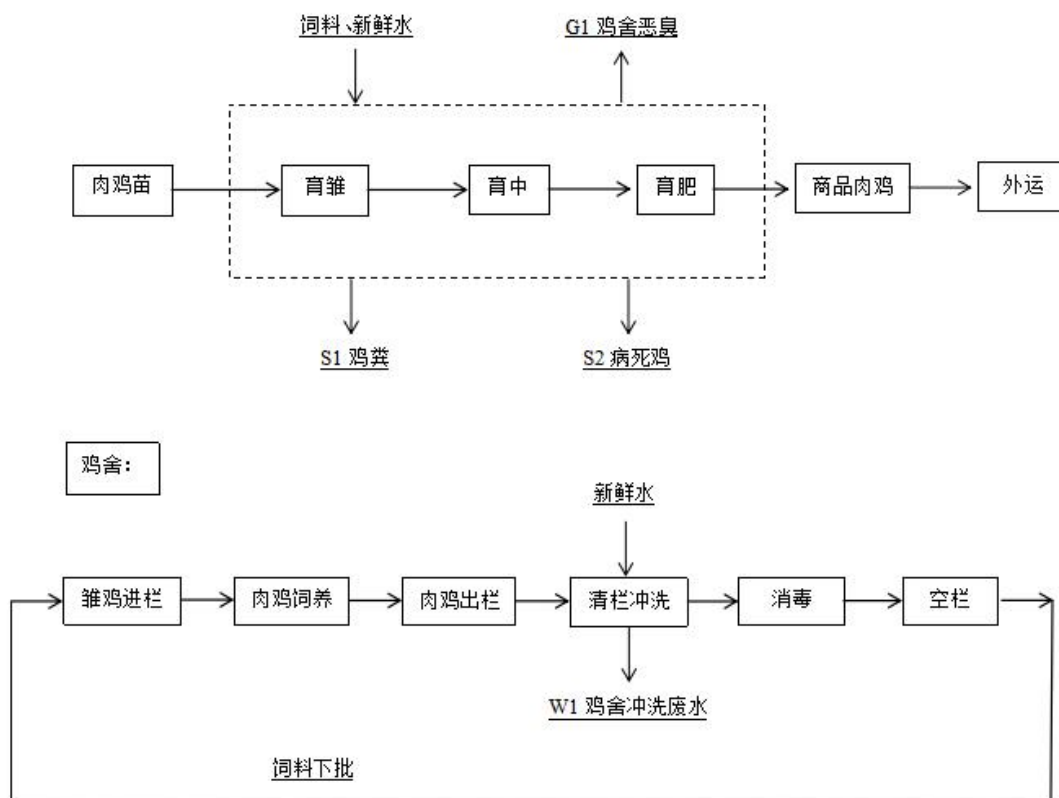 饲料、新鲜水
G1 鸡舍恶臭
肉鸡苗
育雏
育中
育肥
商品肉鸡
外运
S1 鸡粪
S2 病死鸡
鸡舍：
新鲜水
雏鸡进栏
肉鸡饲养
肉鸡出栏
清栏冲洗
消毒
空栏
W1 鸡舍冲洗废水
饲料下批